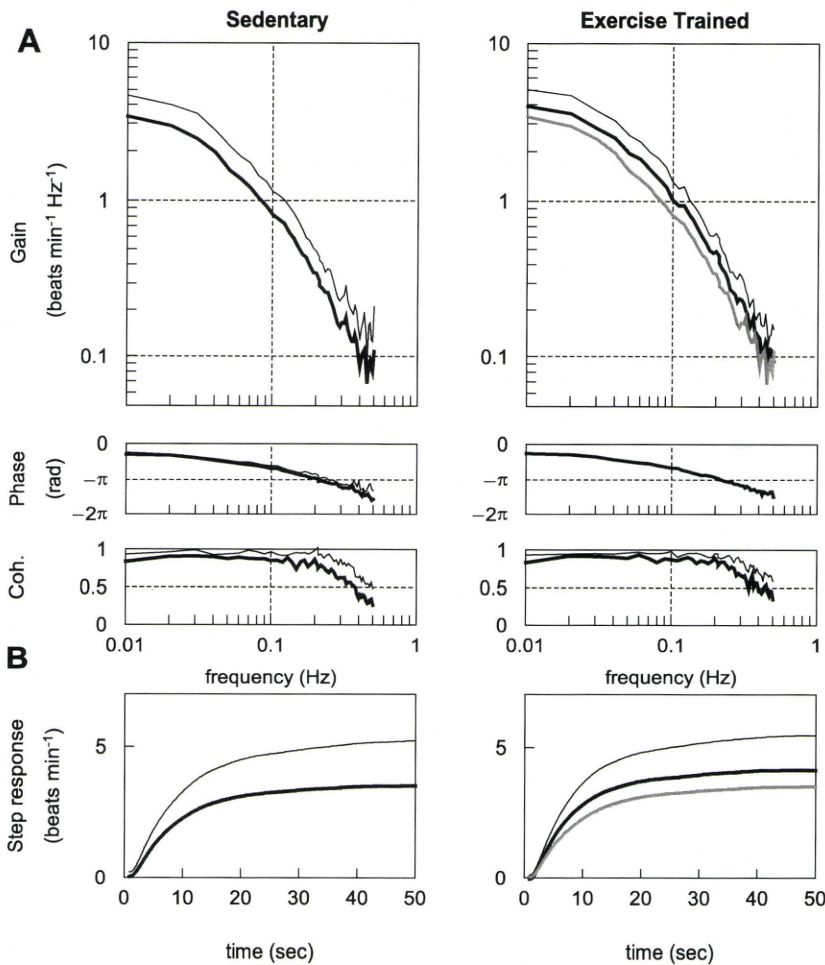 Sedentary
Exercise Trained
A
10
1
0.1
Gain
(beats min⁻¹ Hz⁻¹)
10
1
0.1
0
−π
−2π
Phase
(rad)
0
−π
−2π
1
0.5
0
Coh.
1
0.5
0
0.01
0.1
1
0.01
0.1
1
frequency (Hz)
frequency (Hz)
B
5
0
Step response
(beats min⁻¹)
5
0
0
10
20
30
40
50
0
10
20
30
40
50
time (sec)
time (sec)